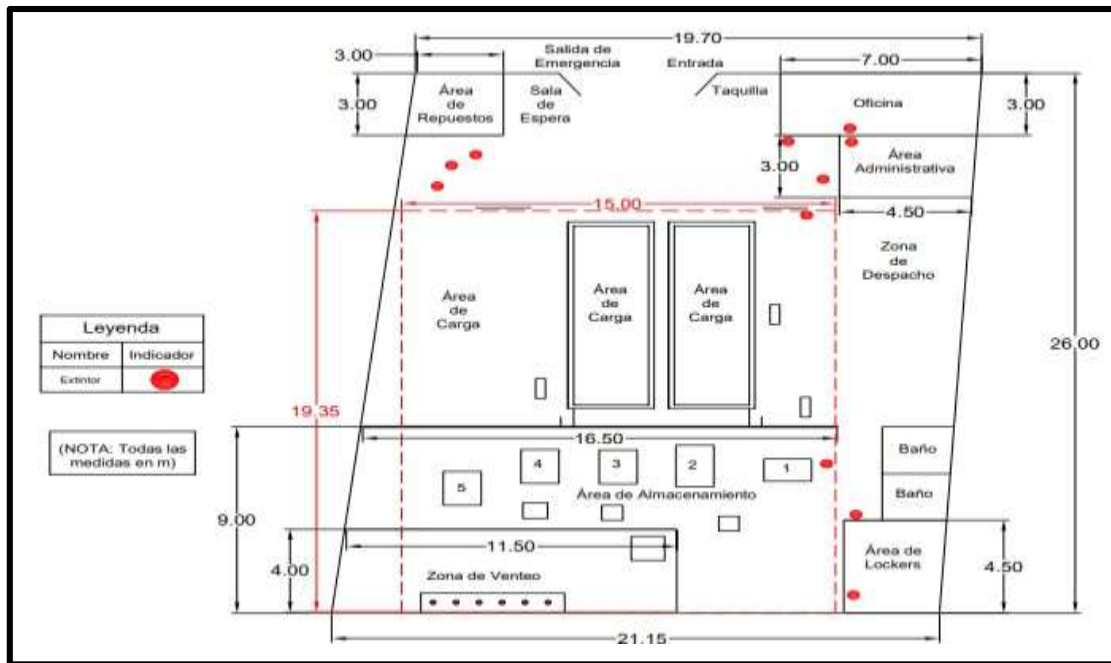 19.70
3.00
Salida de
Emergencia
Entrada
7.00
3.00
Área
de
Repuestos
Sala
de
Espera
Taquilla
Oficina
3.00
3.00
Área
Administrativa
15.00
4.50
Zona
de
Despacho
Área
de
Carga
Área
de
Carga
Área
de
Carga
Leyenda
Nombre Indicador
Extintor
26.00
19.35
(NOTA: Todas las
medidas en m)
16.50
Baño
4
3
2
1
5
Baño
Área de Almacenamiento
9.00
11.50
4.00
Zona de Venteo
Área de
Lockers
4.50
21.15